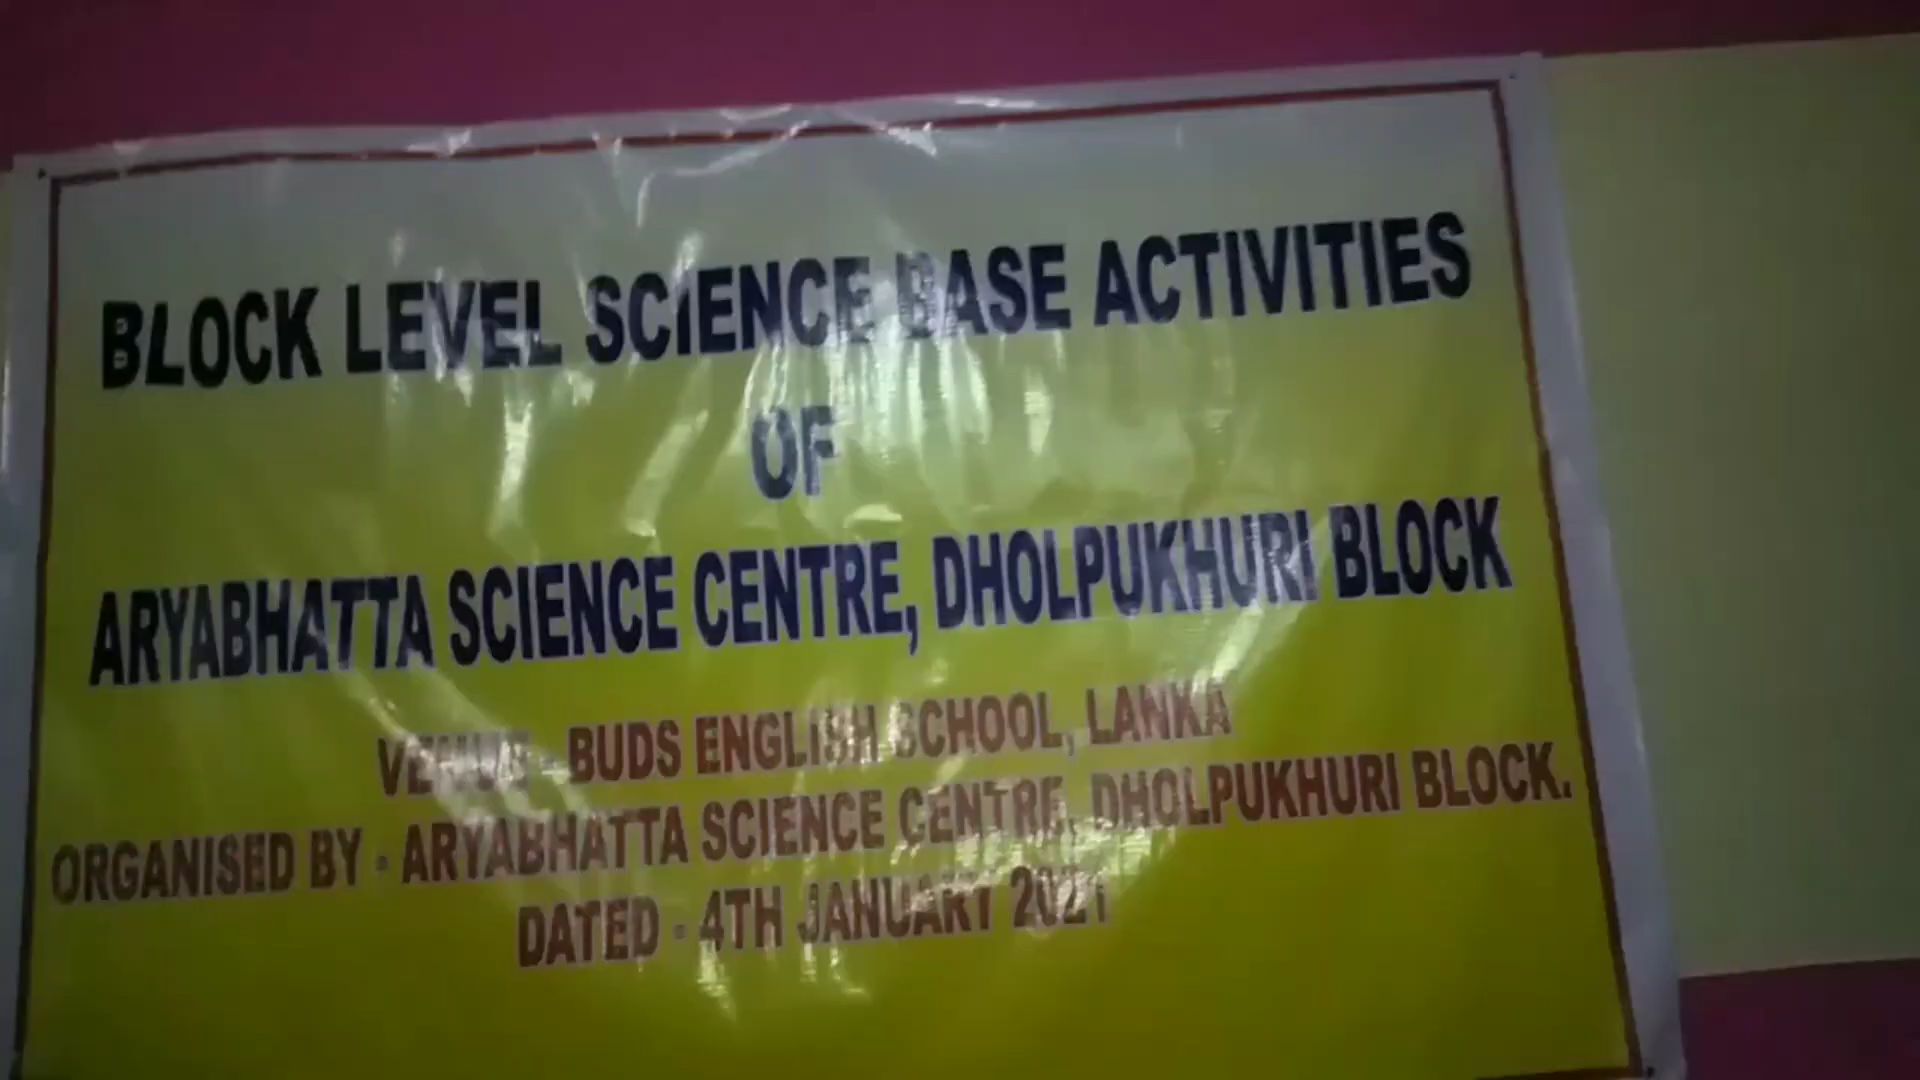 BLOCK LEVEL SCIENCE BASE ACTIVITIES
OF
ARYABHATTA SCIENCE CENTRE, DHOLPUKHURI BLOCK
VENUE - BUDS ENGLISH SCHOOL, LANKA
ORGANISED BY - ARYABHATTA SCIENCE CENTRE, DHOLPUKHURI BLOCK.
DATED - 4TH JANUARY 2021